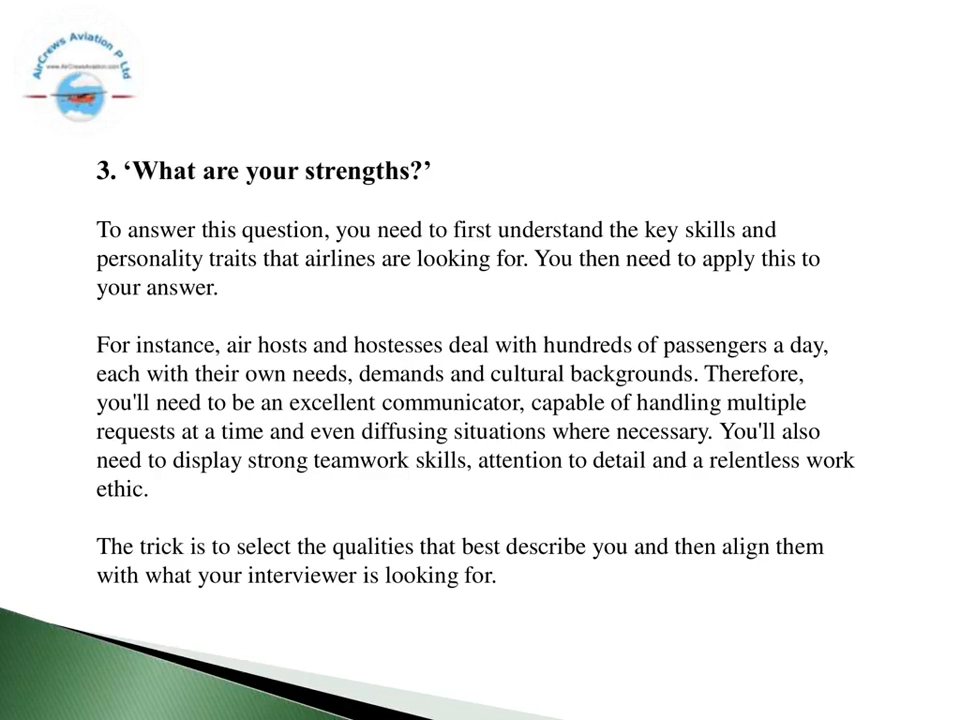 AirCrews Aviation P Ltd
www.AirCrewsAviation.com
3. ‘What are your strengths?’
To answer this question, you need to first understand the key skills and
personality traits that airlines are looking for. You then need to apply this to
your answer.
For instance, air hosts and hostesses deal with hundreds of passengers a day,
each with their own needs, demands and cultural backgrounds. Therefore,
you'll need to be an excellent communicator, capable of handling multiple
requests at a time and even diffusing situations where necessary. You'll also
need to display strong teamwork skills, attention to detail and a relentless work
ethic.
The trick is to select the qualities that best describe you and then align them
with what your interviewer is looking for.